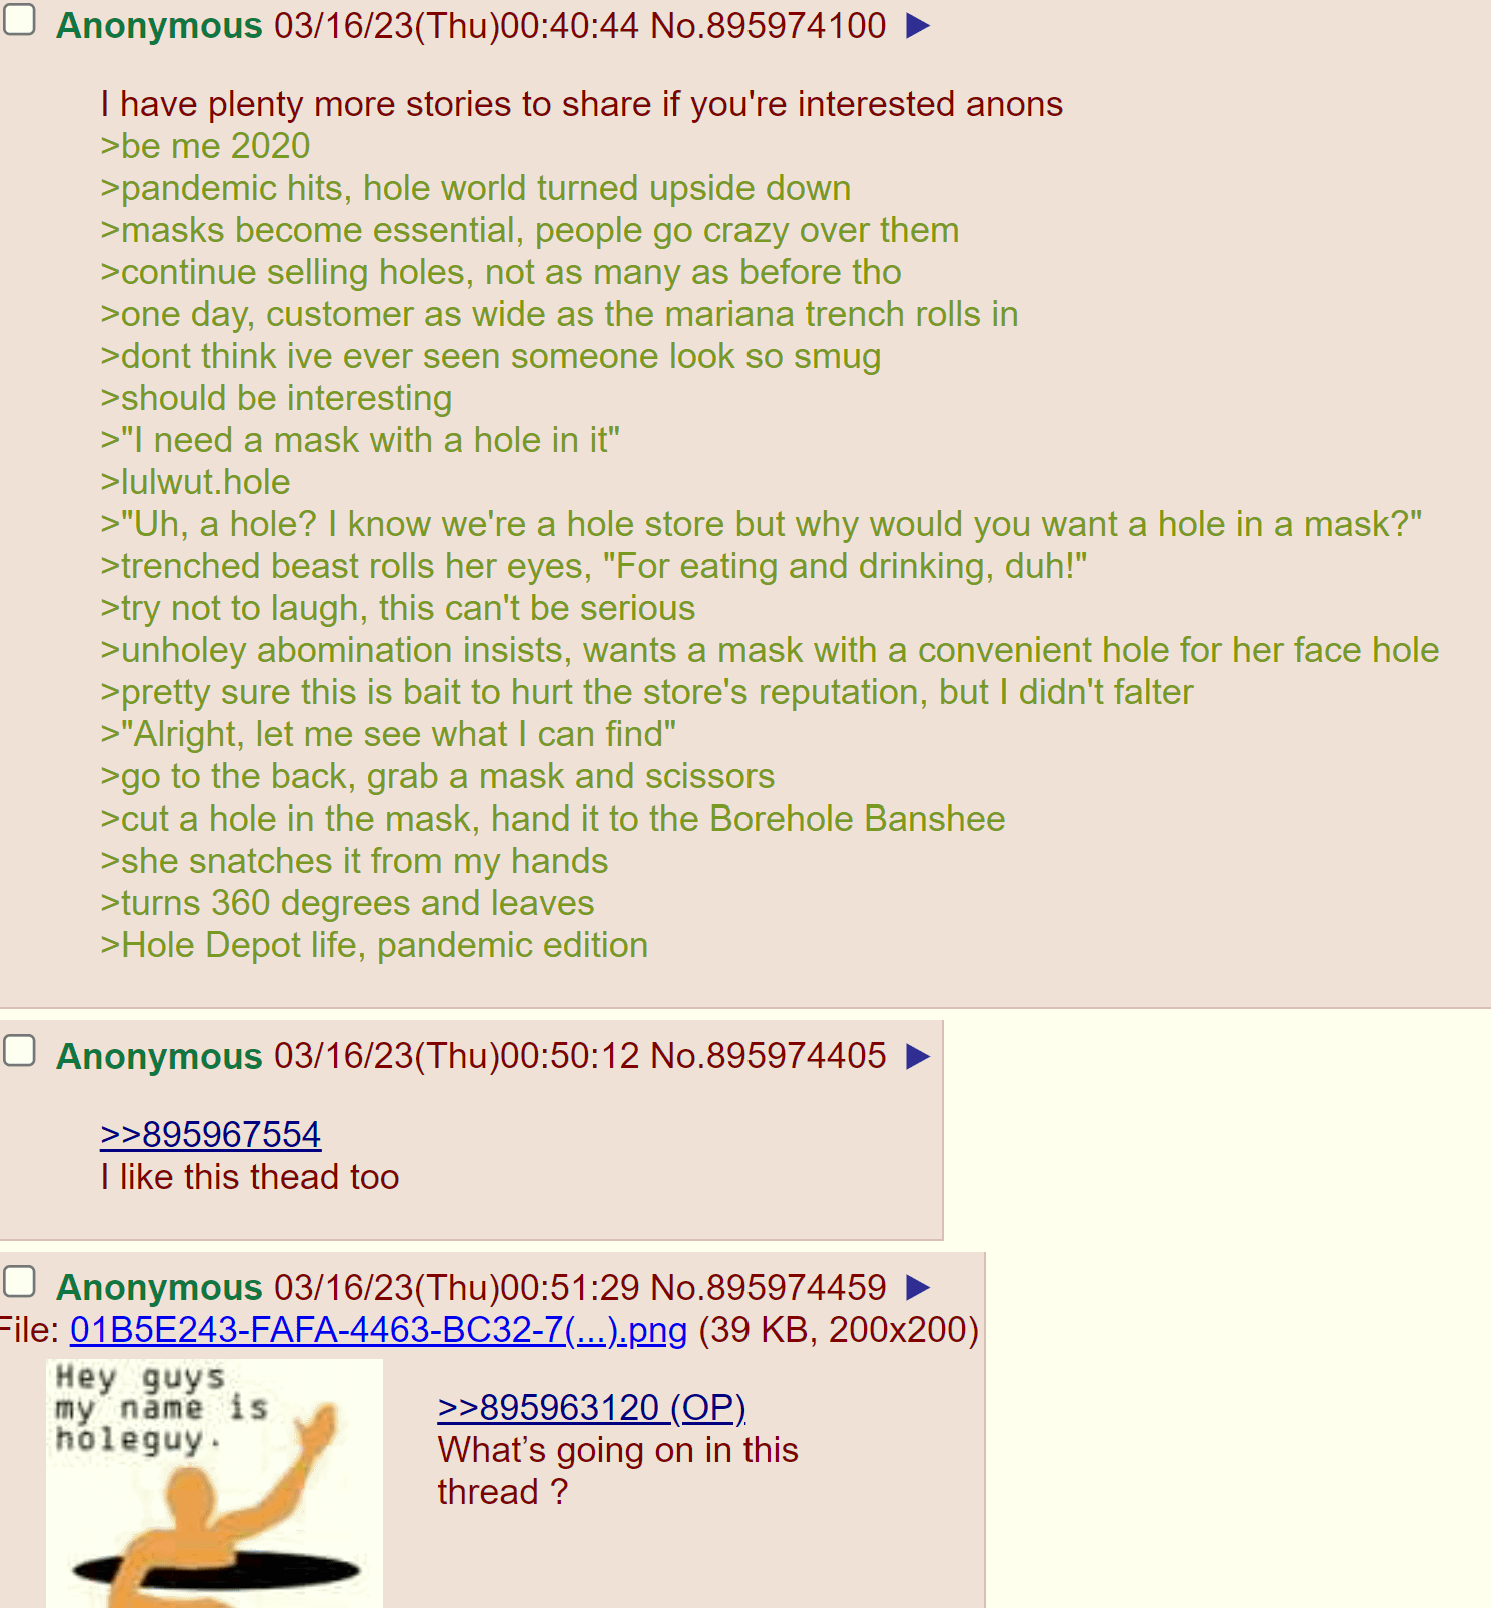 Anonymous 03/16/23(Thu)00:40:44 No.895974100 ▶
I have plenty more stories to share if you're interested anons
>be me 2020
>pandemic hits, hole world turned upside down
>masks become essential, people go crazy over them
>continue selling holes, not as many as before tho
>one day, customer as wide as the mariana trench rolls in
>dont think ive ever seen someone look so smug
>should be interesting
>"I need a mask with a hole in it"
>lulwut.hole
>"Uh, a hole? I know we're a hole store but why would you want a hole in a mask?"
>trenched beast rolls her eyes, "For eating and drinking, duh!"
>try not to laugh, this can't be serious
>unholey abomination insists, wants a mask with a convenient hole for her face hole
>pretty sure this is bait to hurt the store's reputation, but I didn't falter
>"Alright, let me see what I can find"
>go to the back, grab a mask and scissors
>cut a hole in the mask, hand it to the Borehole Banshee
>she snatches it from my hands
>turns 360 degrees and leaves
>Hole Depot life, pandemic edition
Anonymous 03/16/23(Thu)00:50:12 No.895974405 ▶
>>895967554
I like this thead too
Anonymous 03/16/23(Thu)00:51:29 No.895974459 ▶
File: 01B5E243-FAFA-4463-BC32-7(...).png (39 KB, 200x200)
Hey guys
my name is
holeguy.
>>895963120 (OP)
What’s going on in this
thread ?